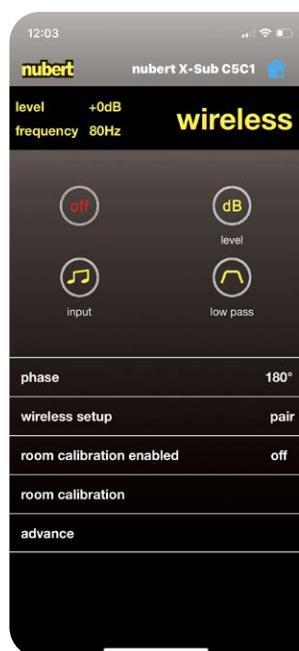 12:03
nubert
nubert X-Sub C5C1
level +0dB
frequency 80Hz
wireless
off
dB
level
input
low pass
phase 180°
wireless setup pair
room calibration enabled off
room calibration
advance